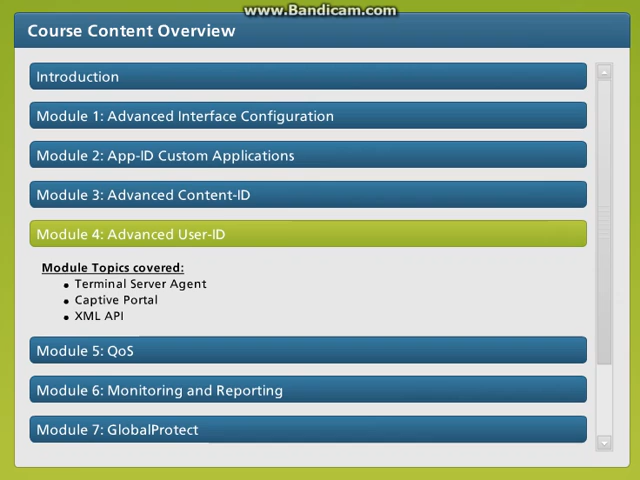 www.Bandicam.com
Course Content Overview
Introduction
Module 1: Advanced Interface Configuration
Module 2: App-ID Custom Applications
Module 3: Advanced Content-ID
Module 4: Advanced User-ID
Module Topics covered:
• Terminal Server Agent
• Captive Portal
• XML API
Module 5: QoS
Module 6: Monitoring and Reporting
Module 7: GlobalProtect